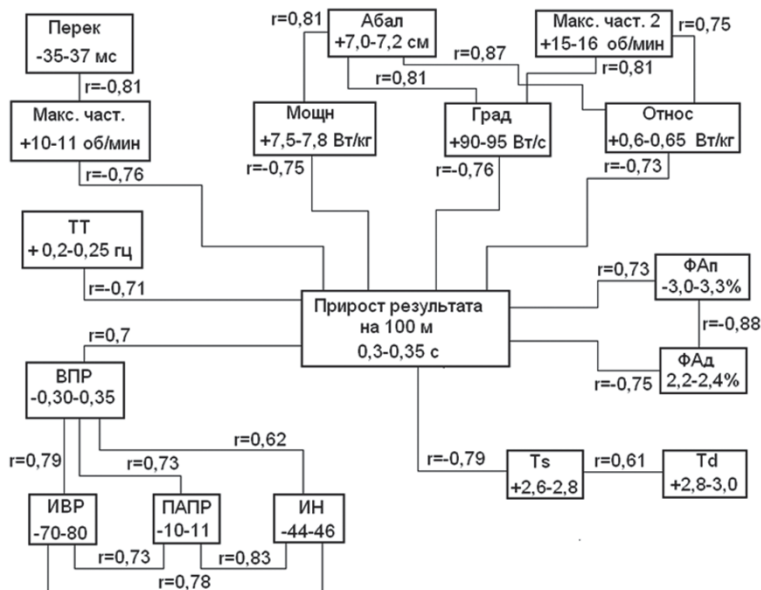 Перек
-35-37 мс
r=-0,81
Макс. част.
+10-11 об/мин
r=-0,76
r=0,81
Абал
+7,0-7,2 см
r=0,87
r=0,81
Макс. част. 2
+15-16 об/мин
r=0,75
r=0,81
Мощн
+7,5-7,8 Вт/кг
r=-0,75
Град
+90-95 Вт/с
r=-0,76
Относ
+0,6-0,65 Вт/кг
r=-0,73
ТТ
+ 0,2-0,25 гц
r=-0,71
Прирост результата
на 100 м
0,3-0,35 с
r=0,73
ФАп
-3,0-3,3%
r=-0,88
ФАд
2,2-2,4%
r=-0,75
r=0,7
ВПР
-0,30-0,35
r=0,79
r=0,73
r=0,62
ИВР
-70-80
ПАПР
-10-11
ИН
-44-46
r=0,73
r=0,83
r=0,78
r=-0,79
Ts
+2,6-2,8
r=0,61
Td
+2,8-3,0